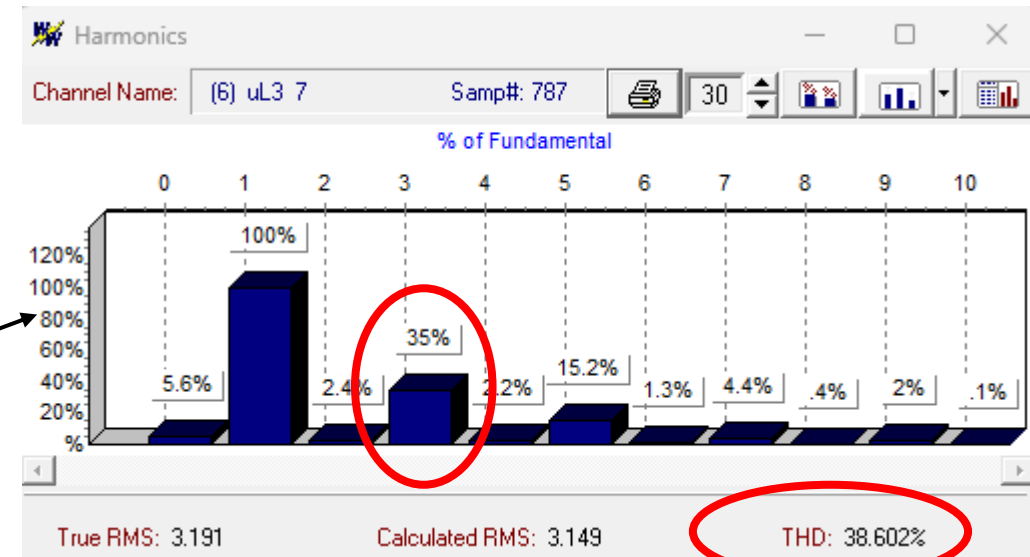 Harmonics
Channel Name: (6) uL3 7 Samp#: 787 30
% of Fundamental
0 1 2 3 4 5 6 7 8 9 10
120%
100%
80%
60%
40%
20%
%
5.6% 100% 2.4% 35% 2.2% 15.2% 1.3% 4.4% .4% 2% .1%
True RMS: 3.191 Calculated RMS: 3.149 THD: 38.602%